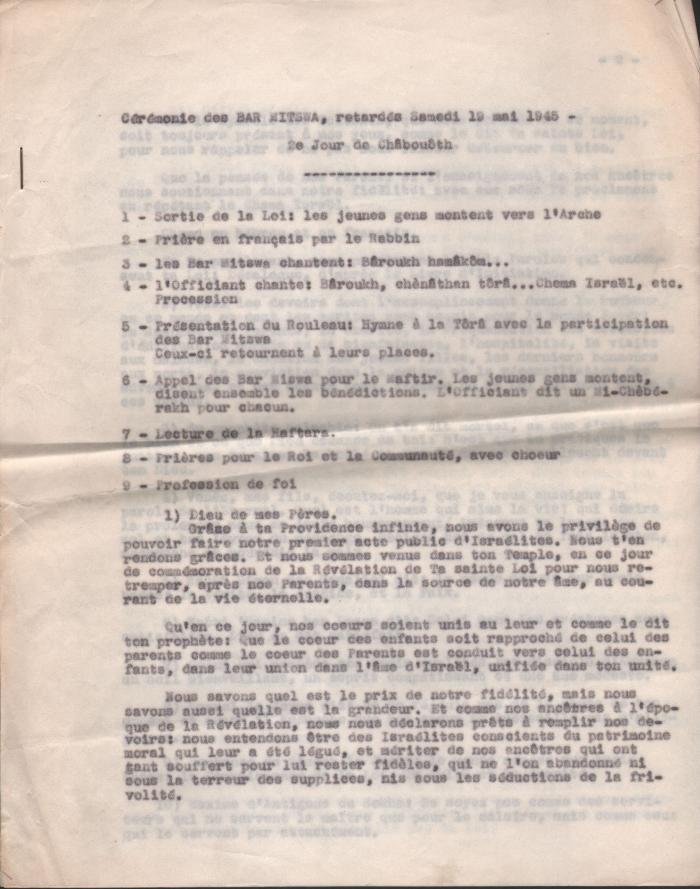 Cérémonie des BAR MITSWA, retardés Samedi 19 mai 1945 -
2e Jour de Châbouôth
-----------------
1 - Sortie de la Loi: les jeunes gens montent vers l'Arche
2 - Prière en français par le Rabbin
3 - les Bar Mitswa chantent: Bâroukh hamâkôm...
4 - l'Officiant chante: Bâroukh, chènâthan tôrâ...Chema Israël, etc.
Procession
5 - Présentation du Rouleau: Hymne à la Tôrâ avec la participation
des Bar Mitswa
Ceux-ci retournent à leurs places.
6 - Appel des Bar Miswa pour le Maftir. Les jeunes gens montent,
disent ensemble les bénédictions. L'Officiant dit un Mi-Chèbé-
rakh pour chacun.
7 - Lecture de la Haftara.
8 - Prières pour le Roi et la Communauté, avec choeur
9 - Profession de foi
1) Dieu de mes Pères.
Grâse à ta Providence infinie, nous avons le privilège de
pouvoir faire notre premier acte public d'Israélites. Nous t'en
rendons grâces. Et nous sommes venus dans ton Temple, en ce jour
de commémoration de la Révélation de Ta sainte Loi pour nous re-
tremper, après nos Parents, dans la source de notre âme, au cou-
rant de la vie éternelle.
Qu'en ce jour, nos coeurs soient unis au leur et comme le dit
ton prophète: Que le coeur des enfants soit rapproché de celui des
parents comme le coeur des Parents est conduit vers celui des en-
fants, dans leur union dans l'âme d'Israël, unifiée dans ton unité.
Nous savons quel est le prix de notre fidélité, mais nous
savons aussi quelle est la grandeur. Et comme nos ancêtres à l'épo-
que de la Révélation, nous nous déclarons prêts à remplir nos de-
voirs: nous entendons être des Israélites conscients du patrimoine
moral qui leur a été légué, et mériter de nos ancêtres qui ont
tant souffert pour lui rester fidèles, qui ne l'on abandonné ni
sous la terreur des supplices, nis sous les séductions de la fri-
volité.